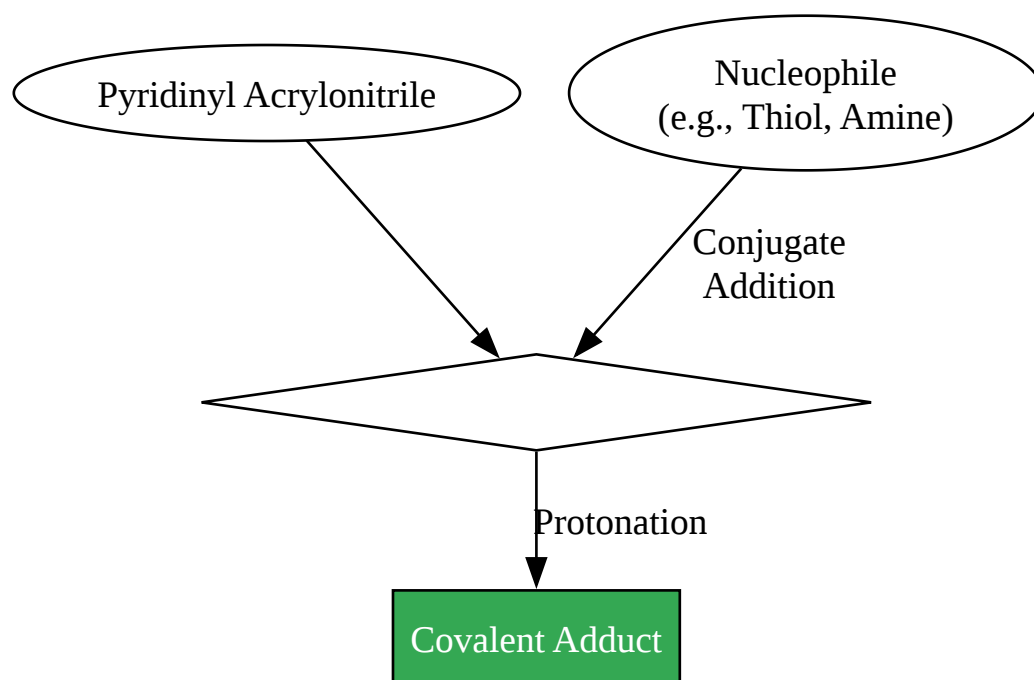 Pyridinyl Acrylonitrile
Nucleophile
(e.g., Thiol, Amine)
Conjugate
Addition
Protonation
Covalent Adduct